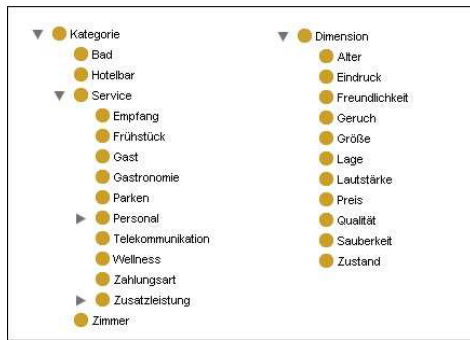 Kategorie
Bad
Hotelbar
Service
Empfang
Frühstück
Gast
Gastronomie
Parken
Personal
Telekommunikation
Wellness
Zahlungsart
Zusatzleistung
Zimmer
Dimension
Alter
Eindruck
Freundlichkeit
Geruch
Größe
Lage
Lautstärke
Preis
Qualität
Sauberkeit
Zustand